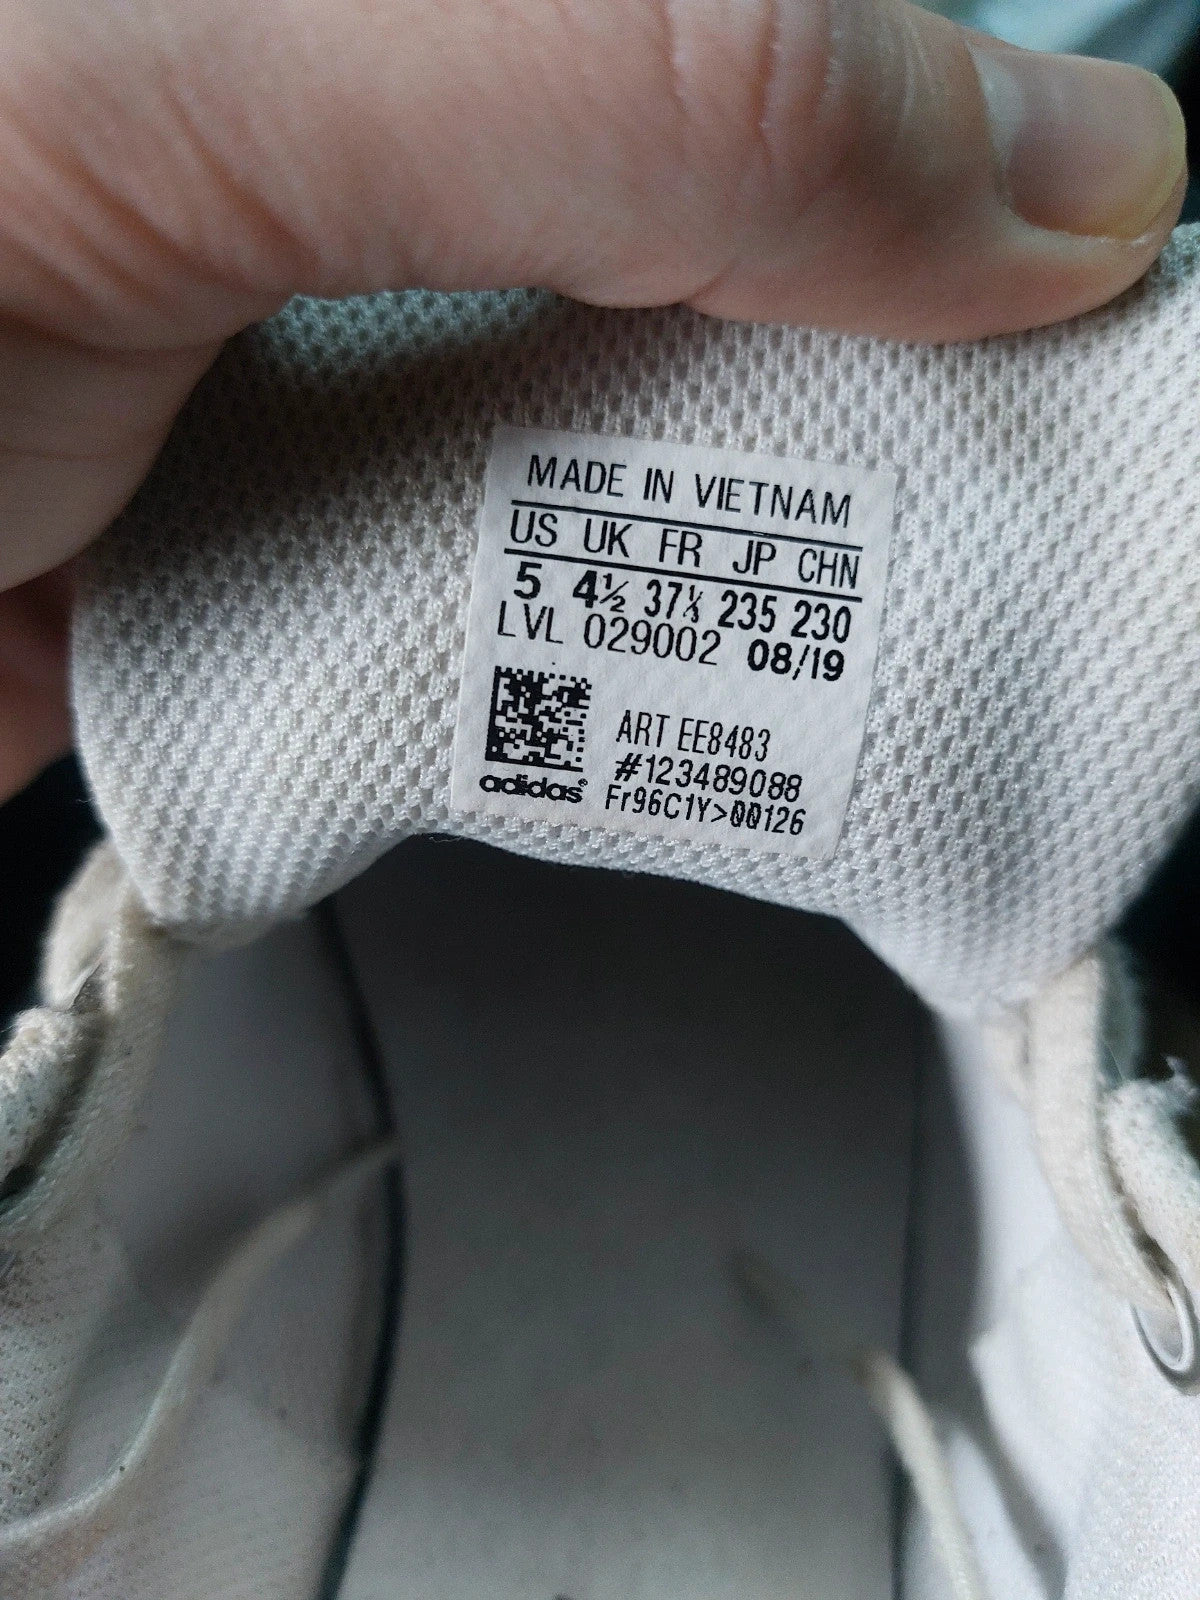 MADE IN VIETNAM
US UK FR JP CHN
5 4½ 37⅓ 235 230
LVL 029002 08/19
ART EE8483
#123489088
adidas® Fr96C1Y>00126